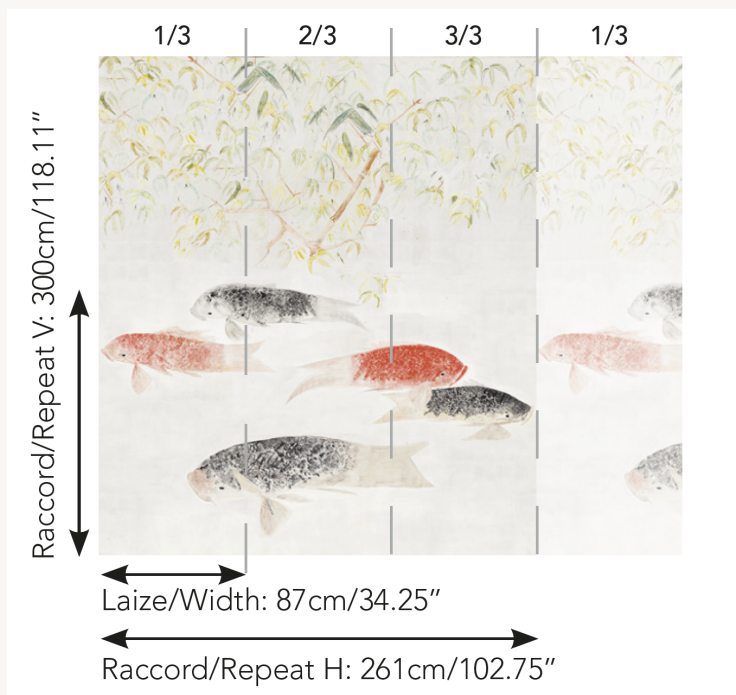 1/3 2/3 3/3 1/3
Raccord/Repeat V: 300cm/118.11”
Laize/Width: 87cm/34.25”
Raccord/Repeat H: 261cm/102.75”